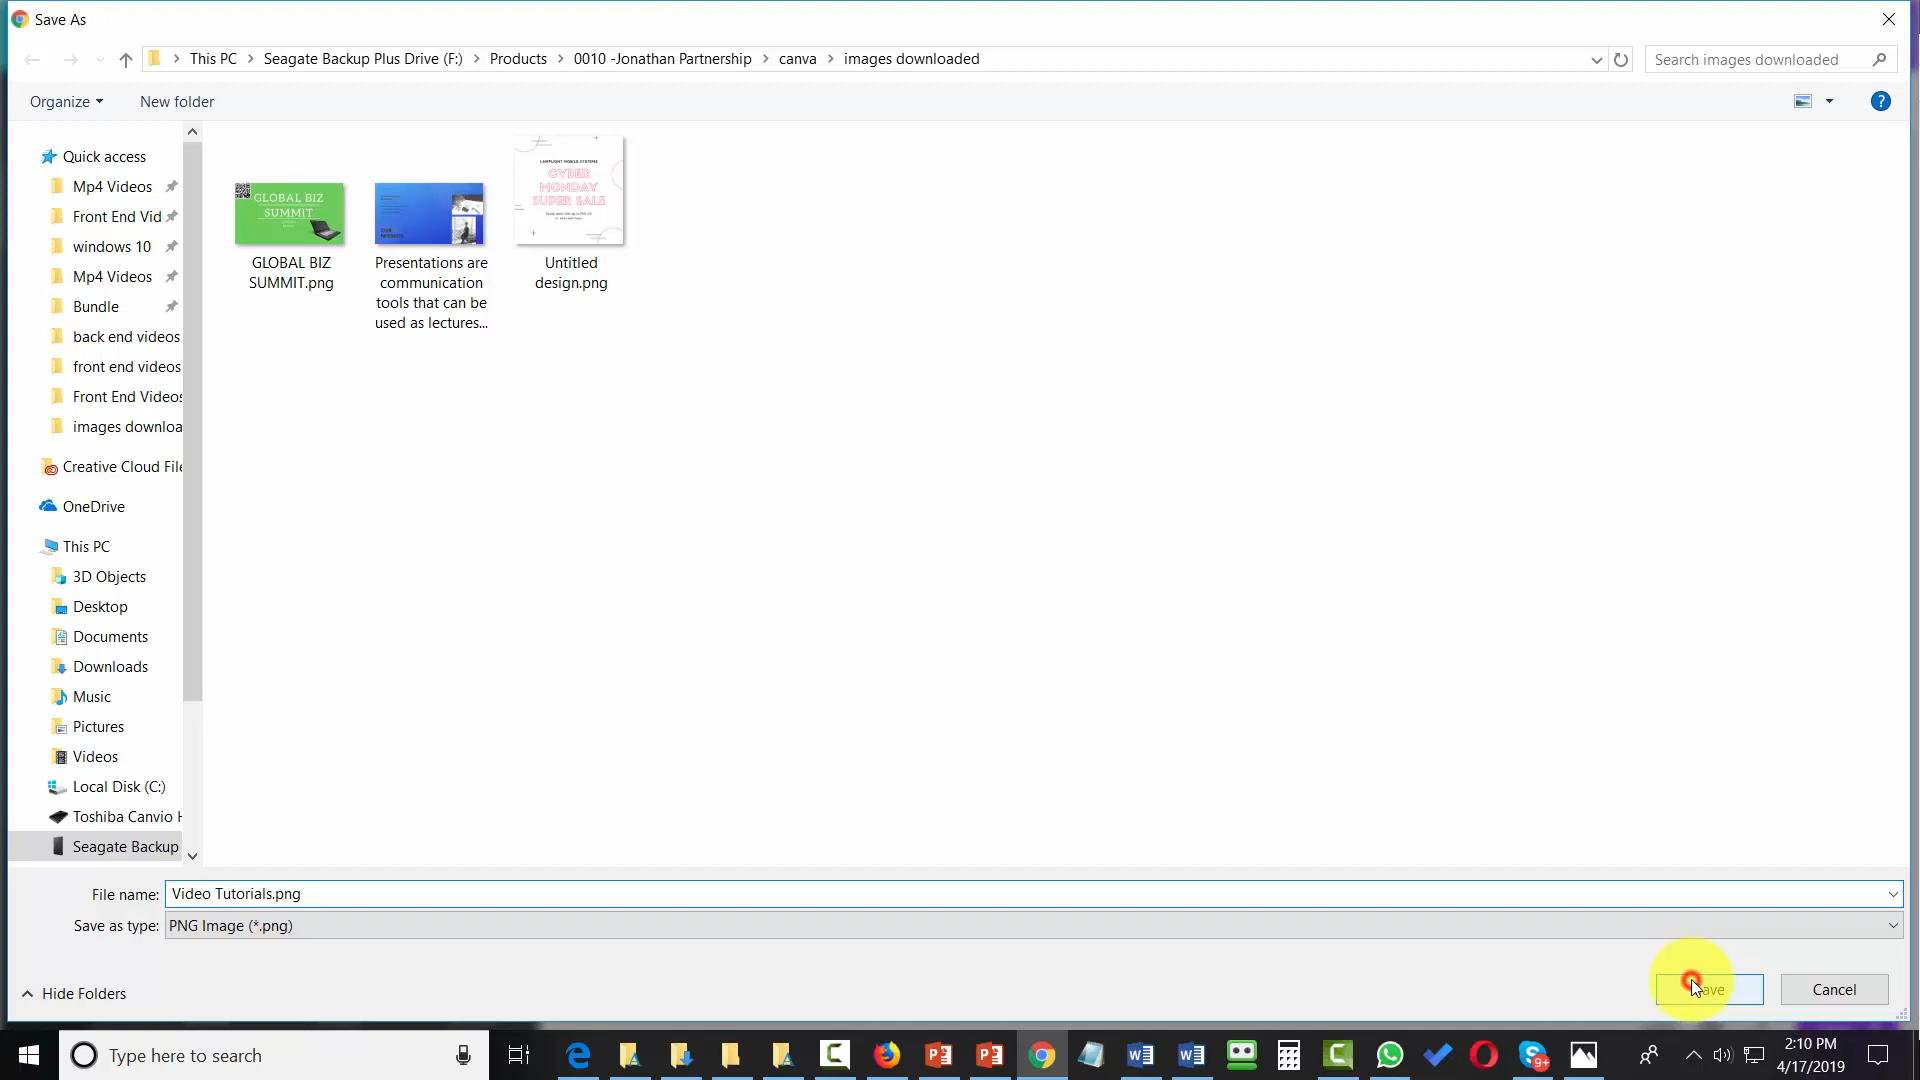 Save As
This PC
Seagate Backup Plus Drive (F:)
Products
0010 -Jonathan Partnership
canva
images downloaded
Search images downloaded
Organize
New folder
Quick access
Mp4 Videos
Front End Vid
windows 10
Mp4 Videos
Bundle
back end videos
front end videos
Front End Videos
images downloa
Creative Cloud File
OneDrive
This PC
3D Objects
Desktop
Documents
Downloads
Music
Pictures
Videos
Local Disk (C:)
Toshiba Canvio H
Seagate Backup
GLOBAL BIZ
SUMMIT
GLOBAL BIZ
SUMMIT.png
Presentations are
communication
tools that can be
used as lectures...
LAMPLIGHT MOBILE SYSTEMS
CYBER
MONDAY
SUPER SALE
Untitled
design.png
File name:
Video Tutorials.png
Save as type:
PNG Image (*.png)
Hide Folders
Cancel
Type here to search
9+
2:10 PM
4/17/2019